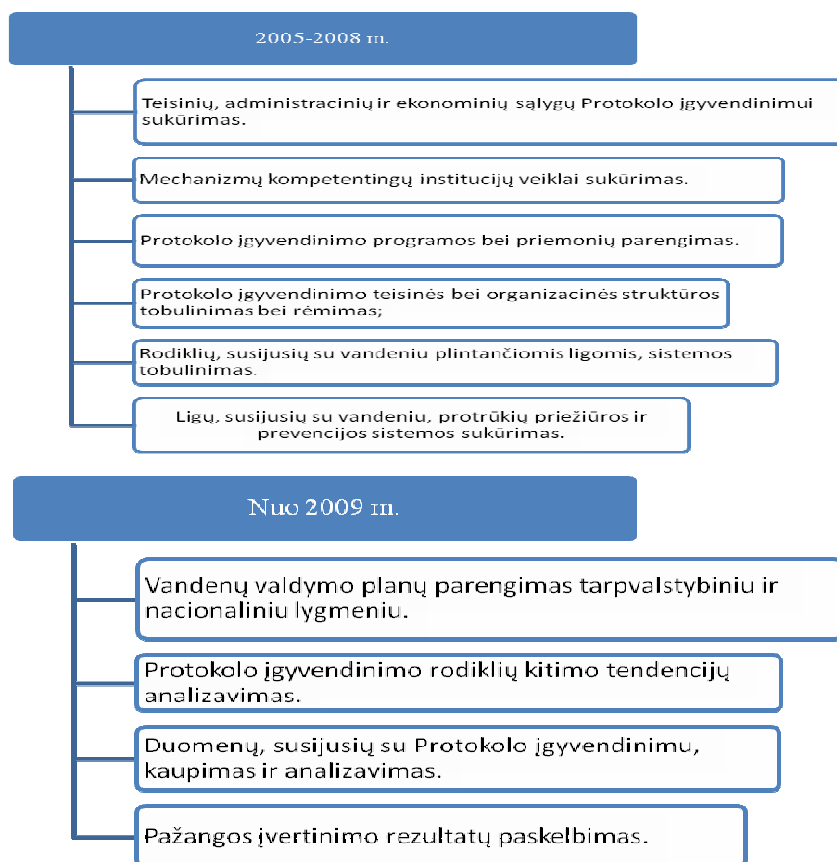 2005-2008 m.
Teisinių, administracinių ir ekonominių sąlygų Protokolo įgyvendinimui
sukūrimas.
Mechanizmų kompetentingų institucijų veiklai sukūrimas.
Protokolo įgyvendinimo programos bei priemonių parengimas.
Protokolo įgyvendinimo teisinės bei organizacinės struktūros
tobulinimas bei rėmimas;
Rodiklių, susijusių su vandeniu plintančiomis ligomis, sistemos
tobulinimas.
Ligų, susijusių su vandeniu, protrūkių priežiūros ir
prevencijos sistemos sukūrimas.
Nuo 2009 m.
Vandenų valdymo planų parengimas tarpvalstybiniu ir
nacionaliniu lygmeniu.
Protokolo įgyvendinimo rodiklių kitimo tendencijų
analizavimas.
Duomenų, susijusių su Protokolo įgyvendinimu,
kaupimas ir analizavimas.
Pažangos įvertinimo rezultatų paskelbimas.